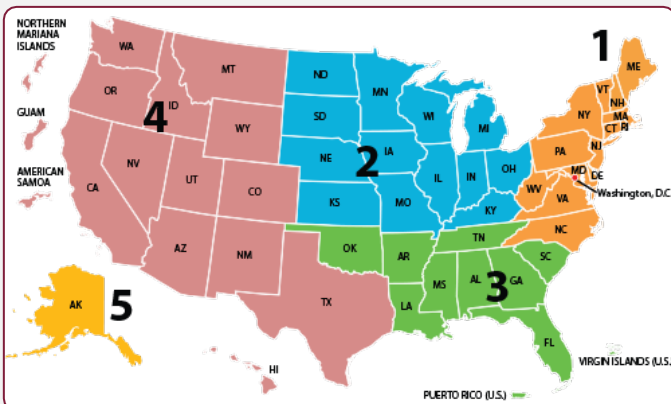 NORTHERN
MARIANA
ISLANDS
GUAM
AMERICAN
SAMOA
1
2
3
4
5
WA
OR
ID
MT
WY
CA
NV
UT
CO
AZ
NM
TX
HI
AK
ND
SD
NE
KS
MN
IA
MO
WI
IL
MI
IN
OH
KY
OK
AR
LA
TN
MS
AL
GA
SC
FL
ME
VT
NH
MA
CT RI
NY
PA
NJ
MD
DE
WV
VA
NC
Washington, D.C
VIRGIN ISLANDS (U.S.
PUERTO RICO (U.S.)